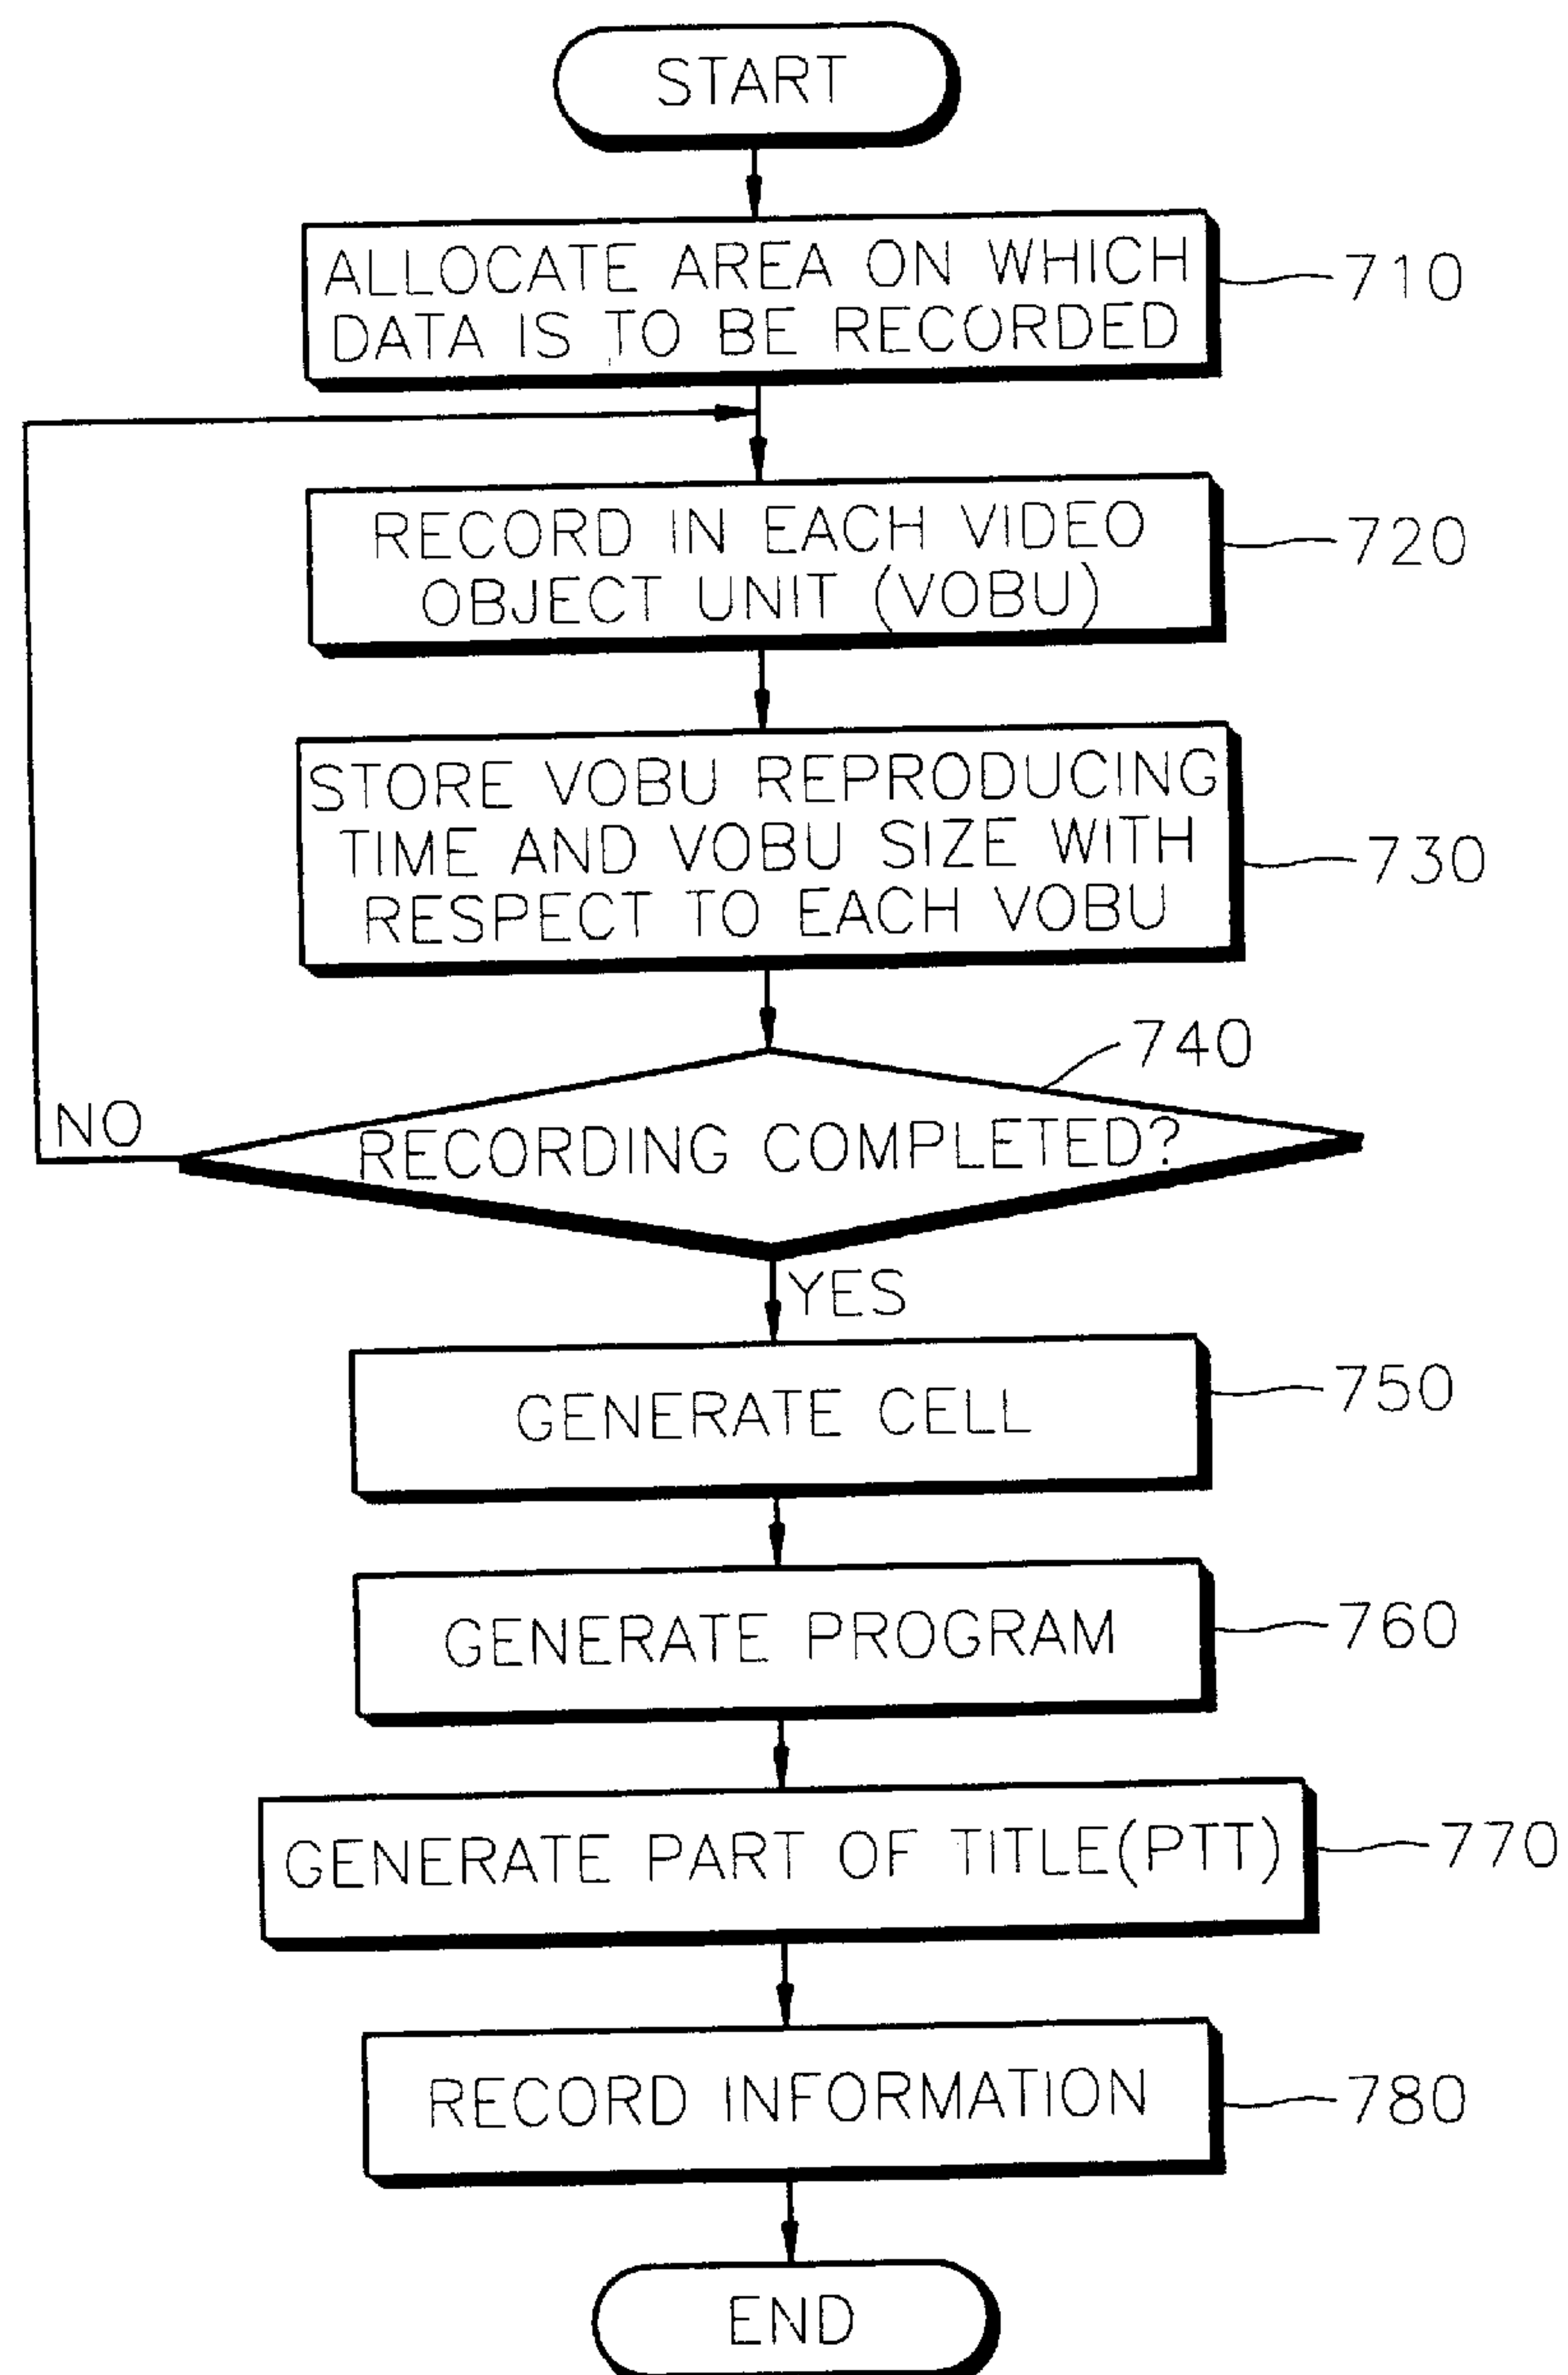 START
ALLOCATE AREA ON WHICH
DATA IS TO BE RECORDED
710
RECORD IN EACH VIDEO
OBJECT UNIT (VOBU)
720
STORE VOBU REPRODUCING
TIME AND VOBU SIZE WITH
RESPECT TO EACH VOBU
730
740
NO
RECORDING COMPLETED?
YES
GENERATE CELL
750
GENERATE PROGRAM
760
GENERATE PART OF TITLE(PTT)
770
RECORD INFORMATION
780
END